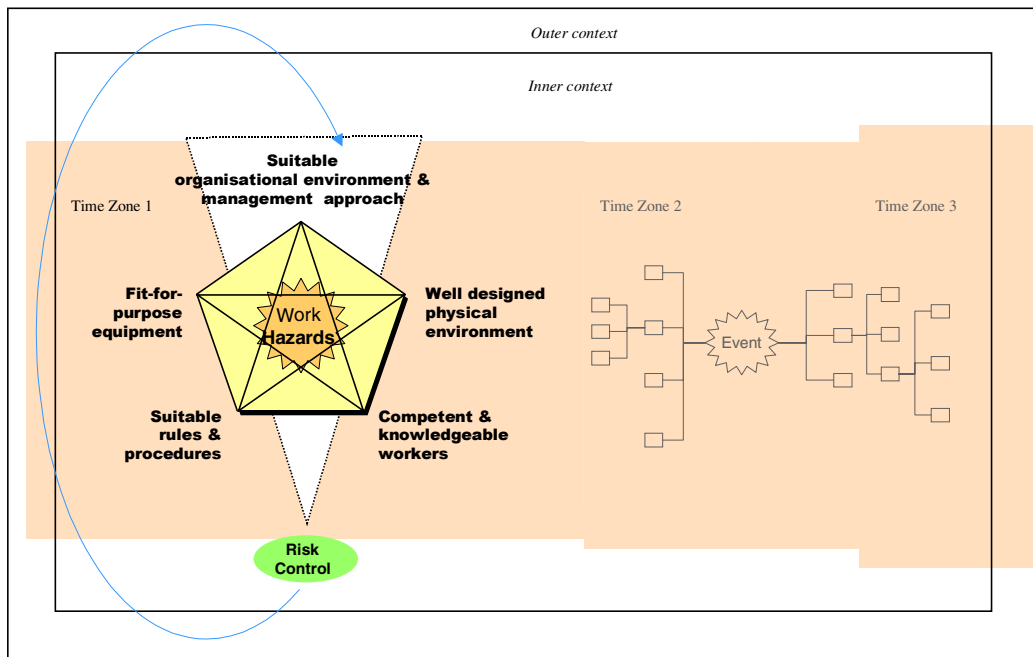 Outer context
Inner context
Time Zone 1
Suitable
organisational environment &
management approach
Fit-for-
purpose
equipment
Work
Hazards
Well designed
physical
environment
Suitable
rules &
procedures
Competent &
knowledgeable
workers
Risk
Control
Time Zone 2
Event
Time Zone 3